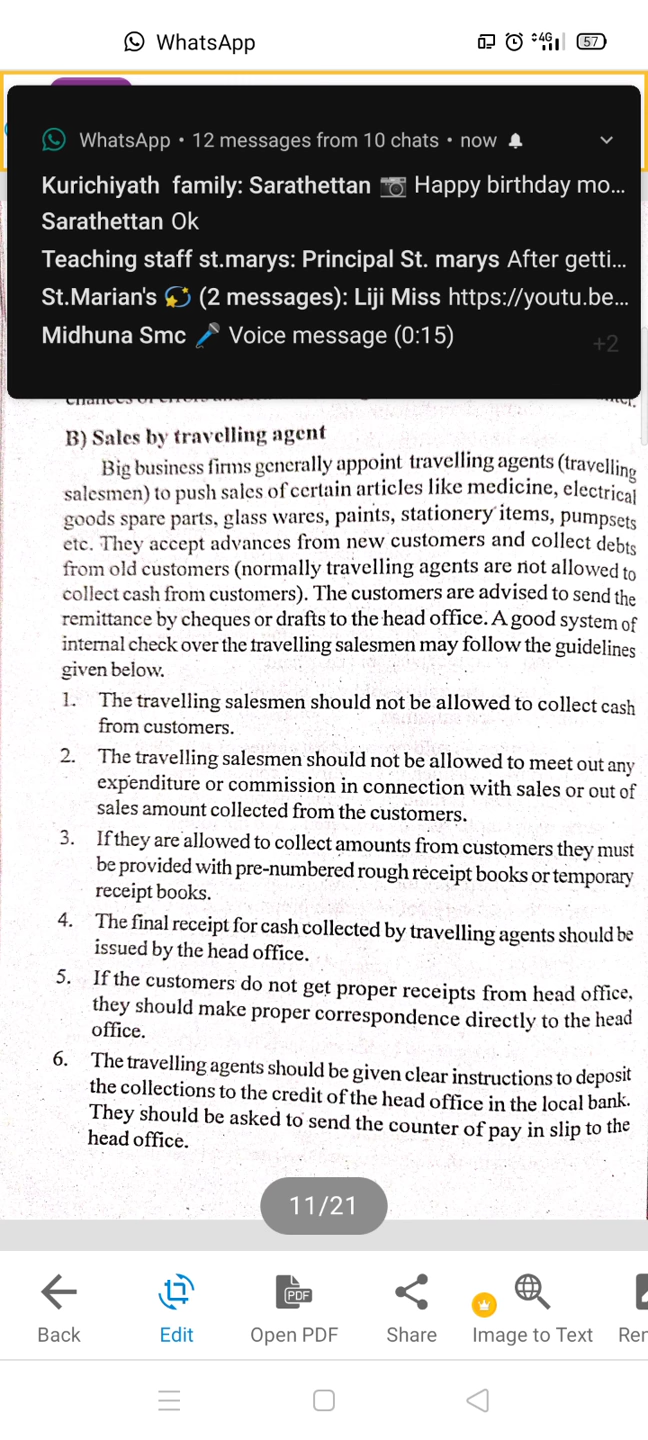 WhatsApp
4G
57
WhatsApp • 12 messages from 10 chats • now
Kurichiyath family: Sarathettan 📷 Happy birthday mo...
Sarathettan Ok
Teaching staff st.marys: Principal St. marys After getti...
St.Marian's 💫 (2 messages): Liji Miss https://youtu.be...
Midhuna Smc 🎤 Voice message (0:15)
+2
chances of errors and
B) Sales by travelling agent
Big business firms generally appoint travelling agents (travelling
salesmen) to push sales of certain articles like medicine, electrical
goods spare parts, glass wares, paints, stationery items, pumpsets
etc. They accept advances from new customers and collect debts
from old customers (normally travelling agents are not allowed to
collect cash from customers). The customers are advised to send the
remittance by cheques or drafts to the head office. A good system of
internal check over the travelling salesmen may follow the guidelines
given below.
1. The travelling salesmen should not be allowed to collect cash
from customers.
2. The travelling salesmen should not be allowed to meet out any
expenditure or commission in connection with sales or out of
sales amount collected from the customers.
3. If they are allowed to collect amounts from customers they must
be provided with pre-numbered rough receipt books or temporary
receipt books.
4. The final receipt for cash collected by travelling agents should be
issued by the head office.
5. If the customers do not get proper receipts from head office,
they should make proper correspondence directly to the head
office.
6. The travelling agents should be given clear instructions to deposit
the collections to the credit of the head office in the local bank.
They should be asked to send the counter of pay in slip to the
head office.
11/21
PDF
Back Edit Open PDF Share Image to Text Rer